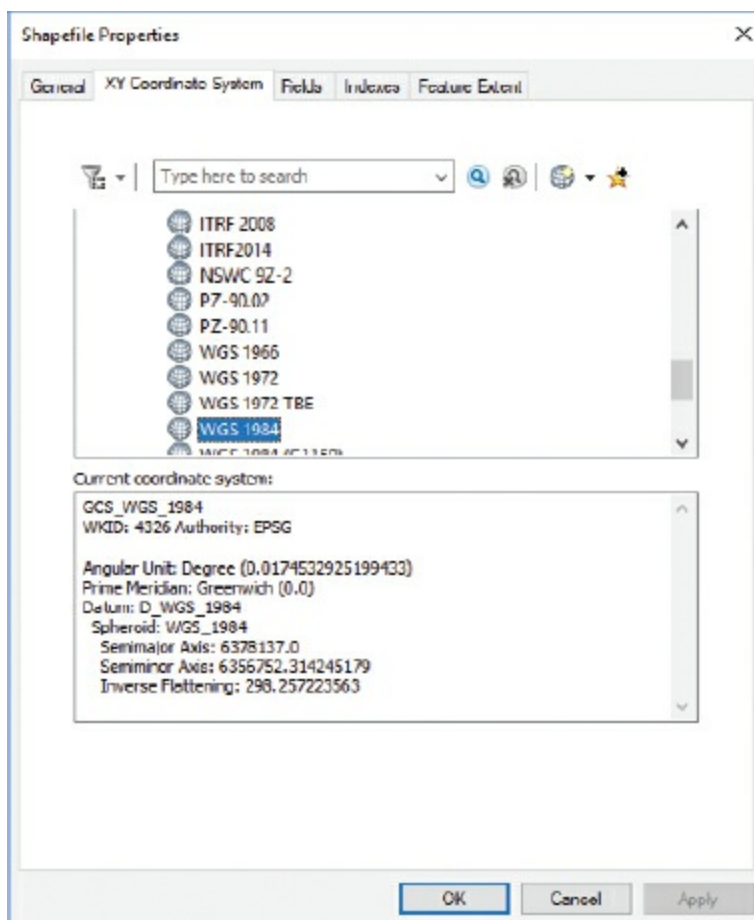 Shapefile Properties
General XY Coordinate System Fields Indexes Feature Extent
Type here to search
ITRF 2008
ITRF2014
NSWC 9Z-2
PZ-90.02
PZ-90.11
WGS 1966
WGS 1972
WGS 1972 TBE
WGS 1984
WGS 1984
Current coordinate system:
GCS_WGS_1984
WKID: 4326 Authority: EPSG
Angular Unit: Degree (0.0174532925199433)
Prime Meridian: Greenwich (0.0)
Datum: D_WGS_1984
Spheroid: WGS_1984
Semimajor Axis: 6378137.0
Semiminor Axis: 6356752.314245179
Inverse Flattening: 298.257223563
OK Cancel Apply